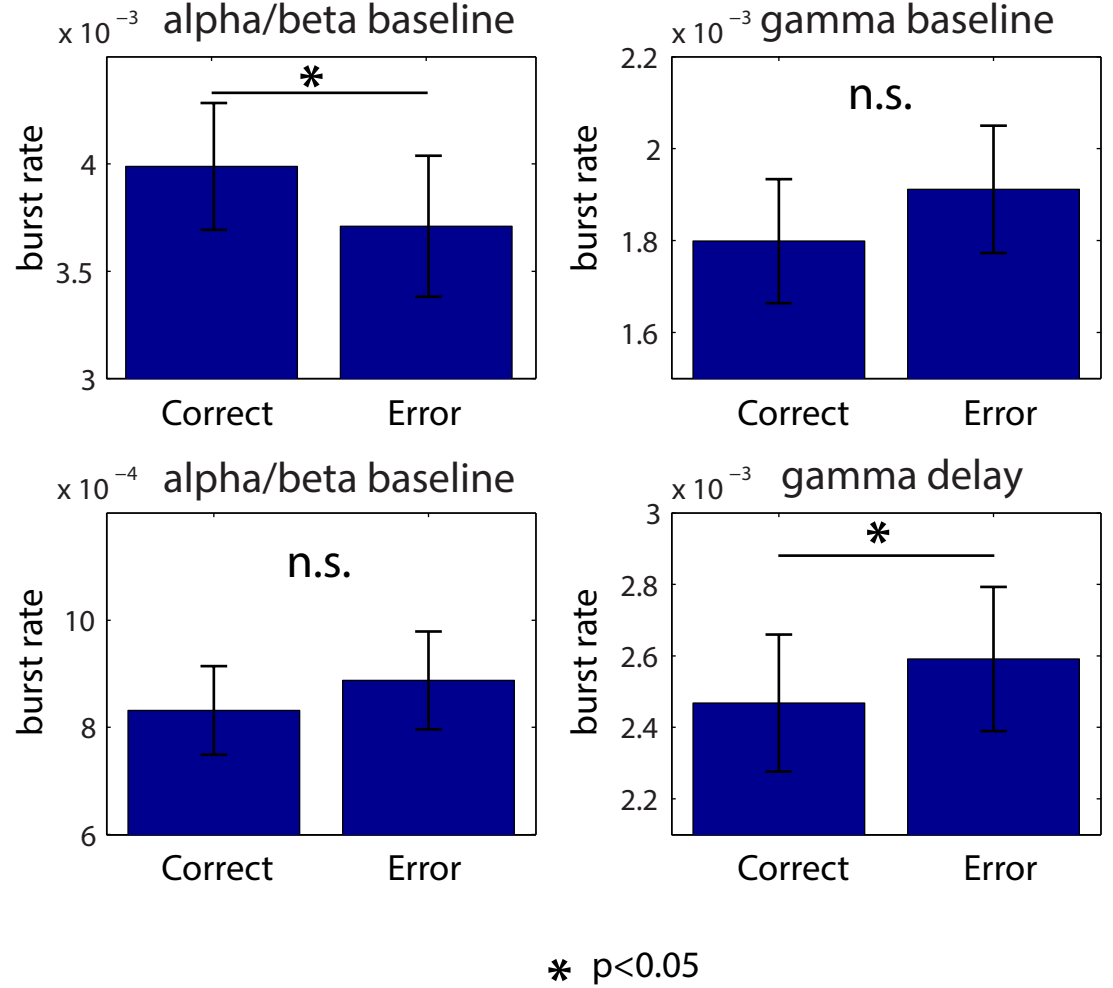 x 10⁻³ alpha/beta baseline
burst rate
4
3.5
3
*
Correct Error
x 10⁻³ gamma baseline
burst rate
2.2
2
1.8
1.6
n.s.
Correct Error
x 10⁻⁴ alpha/beta baseline
burst rate
10
8
6
n.s.
Correct Error
x 10⁻³ gamma delay
burst rate
3
2.8
2.6
2.4
2.2
*
Correct Error
* p<0.05